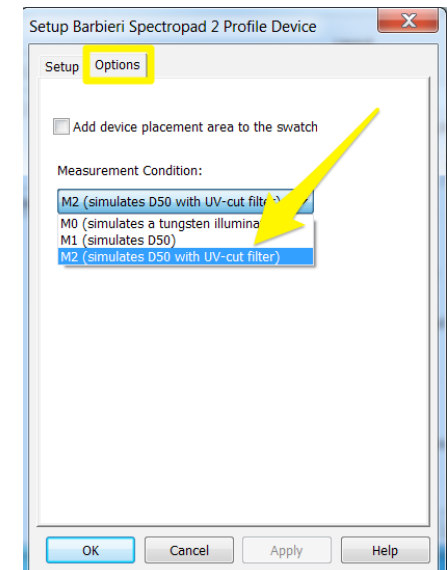 Setup Barbieri Spectropad 2 Profile Device
Setup Options
Add device placement area to the swatch
Measurement Condition:
M2 (simulates D50 with UV-cut filter)
M0 (simulates a tungsten
M1 (simulates D50)
M2 (simulates D50 with UV-cut filter)
OK Cancel Apply Help